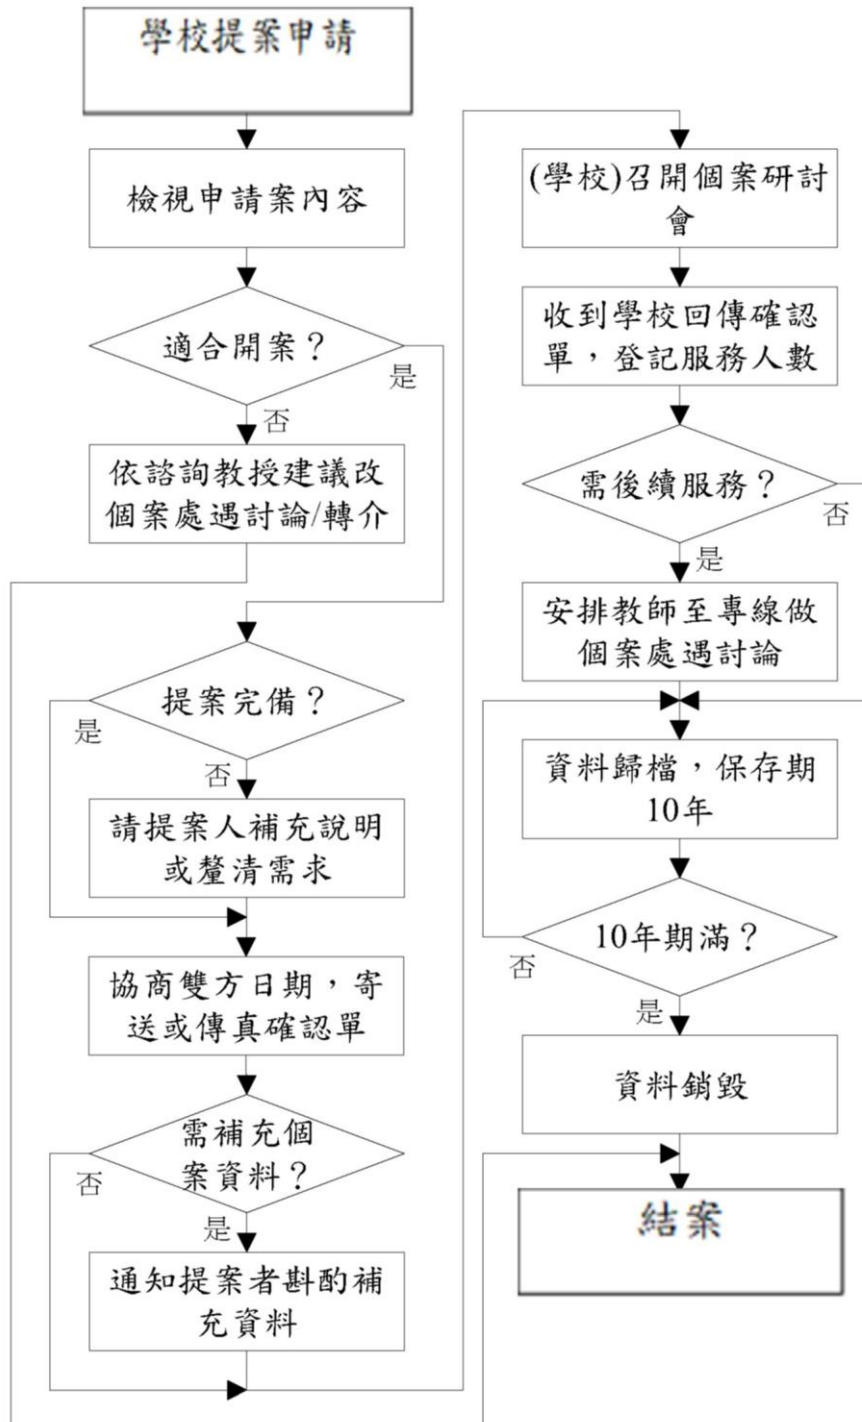 學校提案申請
檢視申請案內容
適合開案？
是
否
依諮詢教授建議改
個案處遇討論/轉介
提案完備？
是
否
請提案人補充說明
或釐清需求
協商雙方日期，寄
送或傳真確認單
需補充個
案資料？
否
是
通知提案者斟酌補
充資料
(學校)召開個案研討
會
收到學校回傳確認
單，登記服務人數
需後續服務？
否
是
安排教師至專線做
個案處遇討論
資料歸檔，保存期
10年
10年期滿？
否
是
資料銷毀
結案